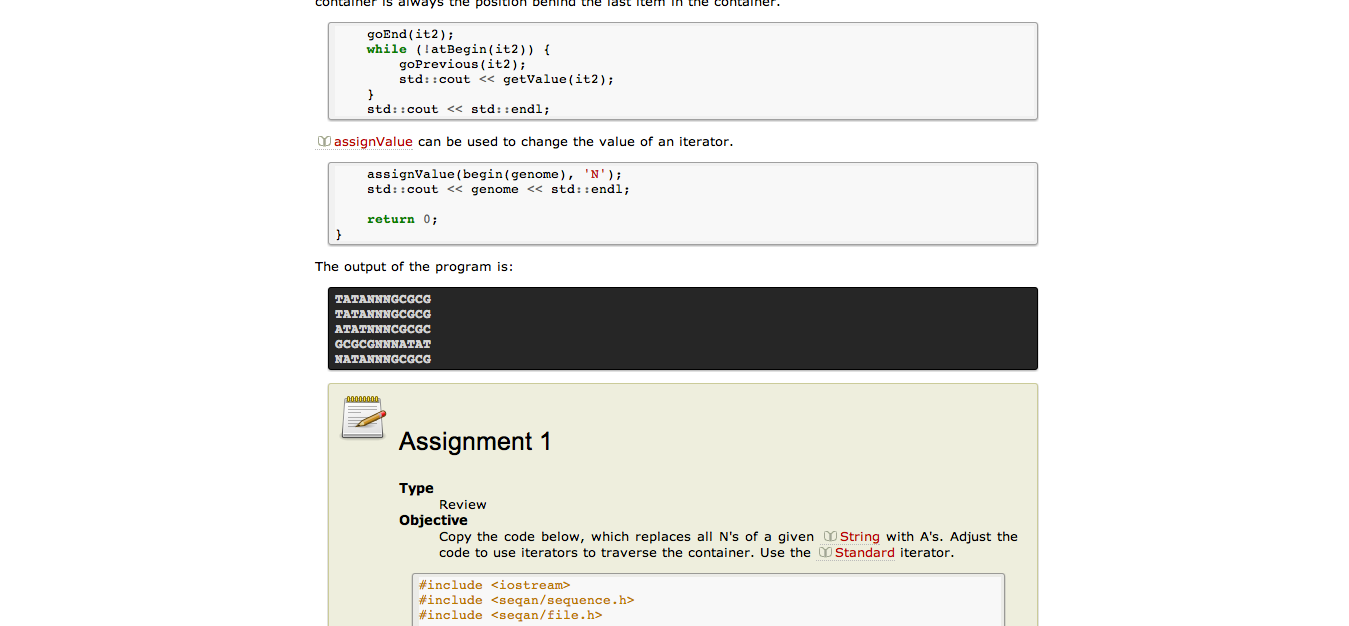 container is always the position behind the last item in the container.
goEnd(it2);
while (!atBegin(it2)) {
goPrevious(it2);
std::cout << getValue(it2);
}
std::cout << std::endl;
assignValue can be used to change the value of an iterator.
assignValue(begin(genome), 'N');
std::cout << genome << std::endl;
return 0;
}
The output of the program is:
TATANNNGCGCG
TATANNNGCGCG
ATATNNNCGCGC
GCGCGNNNATAT
NATANNNGCGCG
Assignment 1
Type
Review
Objective
Copy the code below, which replaces all N's of a given String with A's. Adjust the
code to use iterators to traverse the container. Use the Standard iterator.
#include <iostream>
#include <seqan/sequence.h>
#include <seqan/file.h>